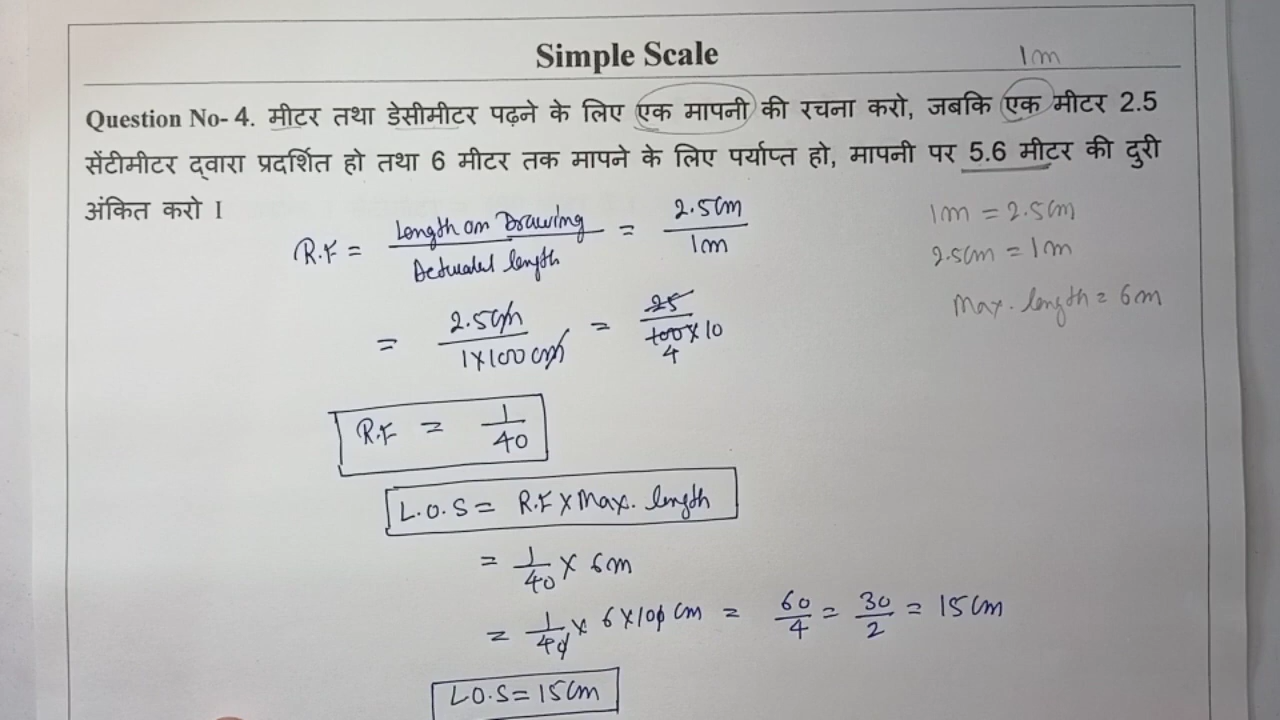 Simple Scale
1m
Question No- 4. मीटर तथा डेसीमीटर पढ़ने के लिए एक मापनी की रचना करो, जबकि एक मीटर 2.5
सेंटीमीटर द्वारा प्रदर्शित हो तथा 6 मीटर तक मापने के लिए पर्याप्त हो, मापनी पर 5.6 मीटर की दुरी
अंकित करो I
R.F = Length on Drawing / Actual length = 2.5cm / 1m
1m = 2.5cm
2.5cm = 1m
Max. length = 6m
= 2.5cm / 1×100cm = 25 / 100×10
4
R.F = 1/40
L.O.S = R.F × Max. length
= 1/40 × 6m
= 1/40 × 6×100 cm = 60/4 = 30/2 = 15cm
L.O.S = 15cm